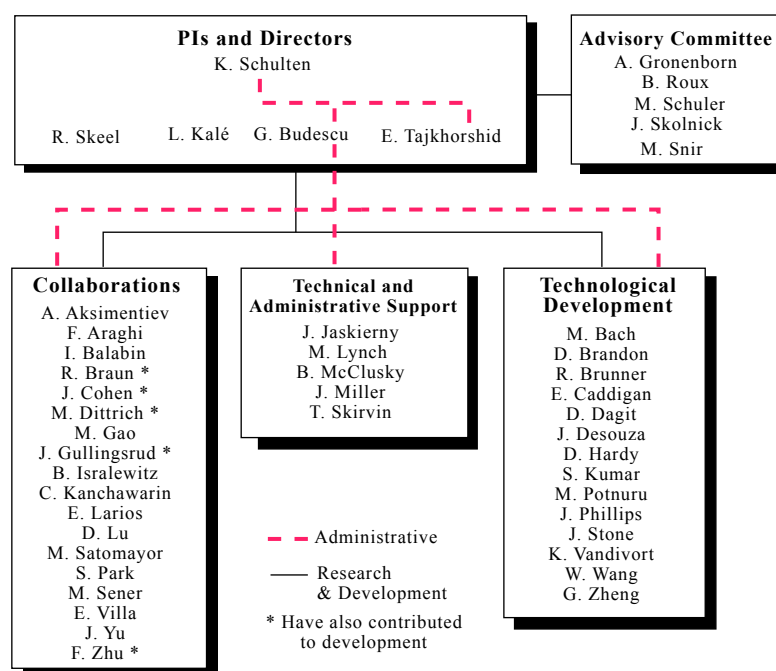 PIs and Directors
K. Schulten
R. Skeel
L. Kalé
G. Budescu
E. Tajkhorshid
Advisory Committee
A. Gronenborn
B. Roux
M. Schuler
J. Skolnick
M. Snir
Collaborations
A. Aksimentiev
F. Araghi
I. Balabin
R. Braun *
J. Cohen *
M. Dittrich *
M. Gao
J. Gullingsrud *
B. Isralewitz
C. Kanchawarin
E. Larios
D. Lu
M. Satomayor
S. Park
M. Sener
E. Villa
J. Yu
F. Zhu *
Technical and
Administrative Support
J. Jaskierny
M. Lynch
B. McClusky
J. Miller
T. Skirvin
Technological
Development
M. Bach
D. Brandon
R. Brunner
E. Caddigan
D. Dagit
J. Desouza
D. Hardy
S. Kumar
M. Potnuru
J. Phillips
J. Stone
K. Vandivort
W. Wang
G. Zheng
Administrative
Research
& Development
* Have also contributed
to development